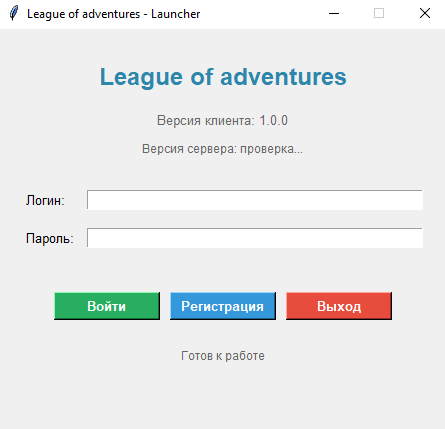 League of adventures - Launcher
League of adventures
Версия клиента: 1.0.0
Версия сервера: проверка...
Логин:
Пароль:
Войти Регистрация Выход
Готов к работе